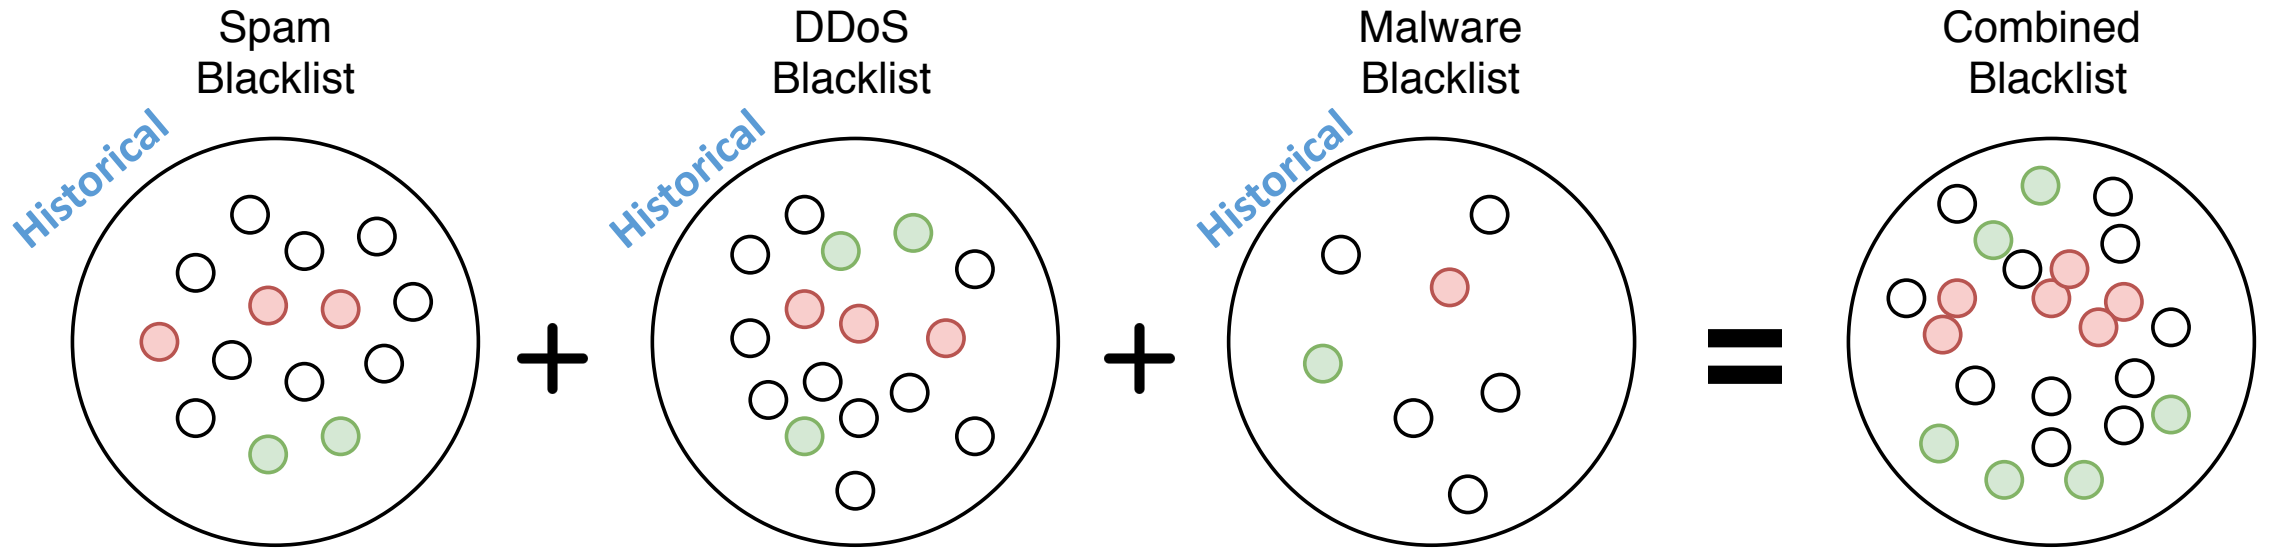 Spam
Blacklist
Historical
+
DDoS
Blacklist
Historical
+
Malware
Blacklist
Historical
=
Combined
Blacklist